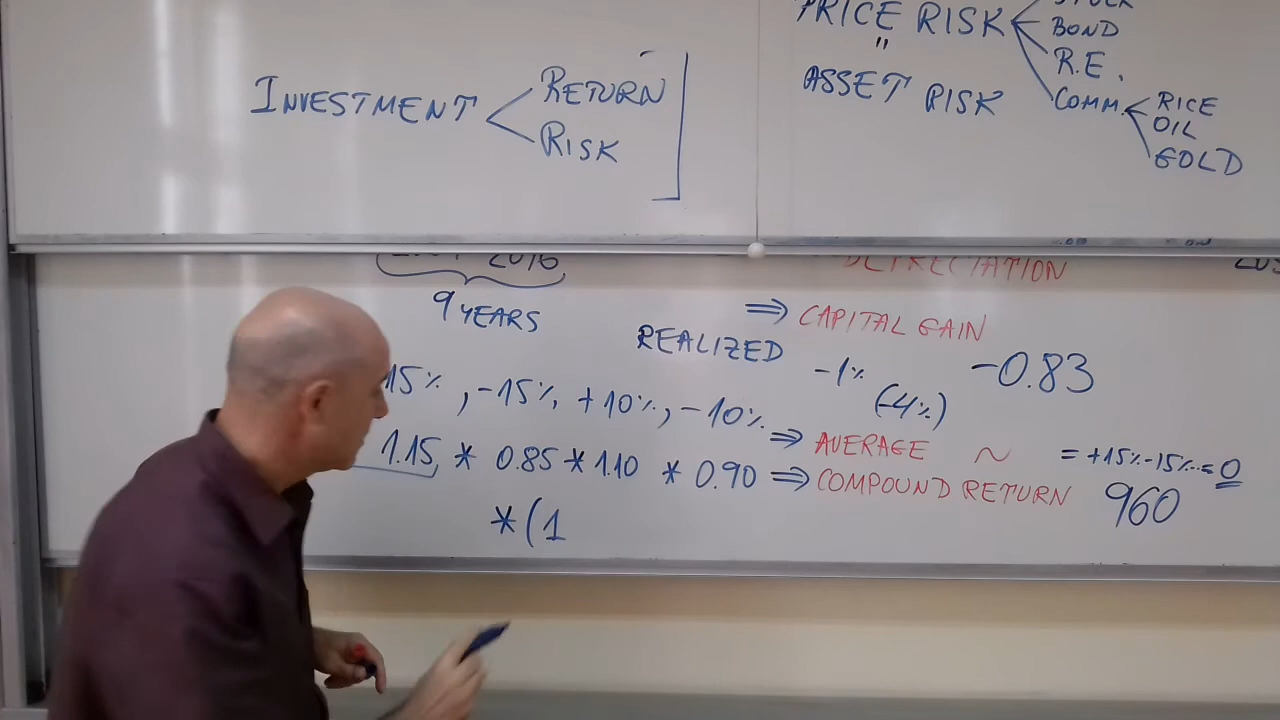 INVESTMENT
RETURN
RISK
PRICE RISK
"
ASSET RISK
STOCK
BOND
R.E.
COMM.
RICE
OIL
GOLD
2016
9 YEARS
DEPRECIATION
⇒ CAPITAL GAIN
REALIZED
-1% (-4%) -0.83
15%, -15%, +10%, -10%
⇒ AVERAGE ~ = +15%-15%..=0
1.15 * 0.85 * 1.10 * 0.90 ⇒ COMPOUND RETURN 960
*(1